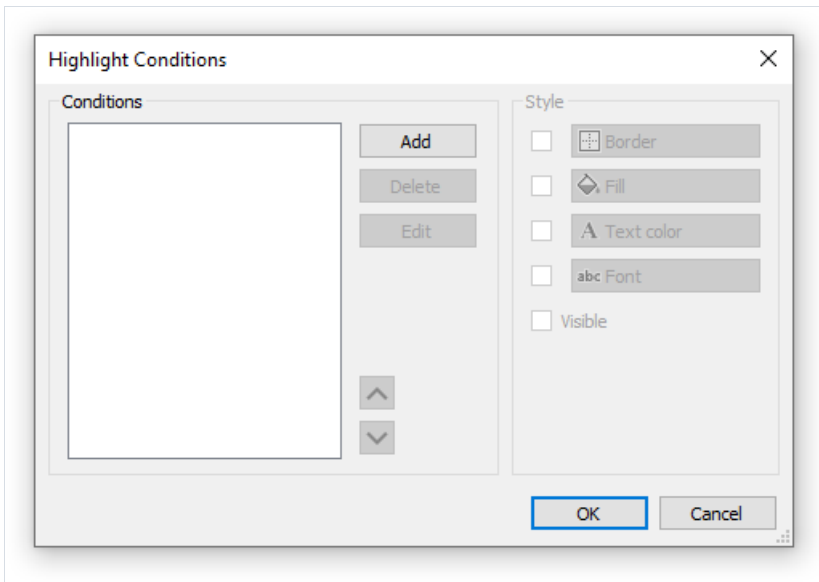 Highlight Conditions
Conditions
Add
Delete
Edit
Style
Border
Fill
A Text color
abc Font
Visible
OK
Cancel